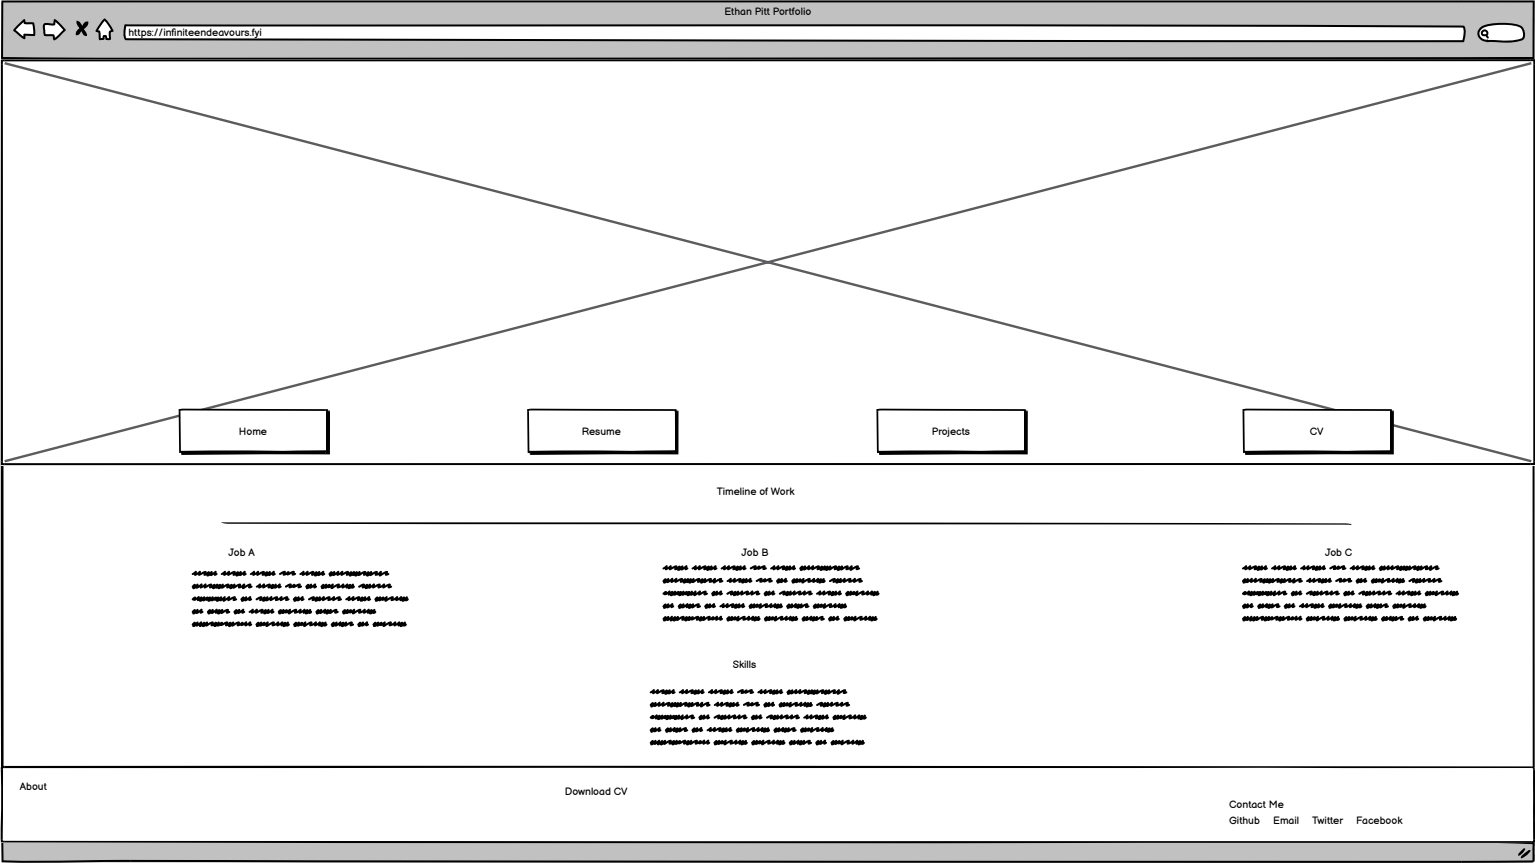 Ethan Pitt Portfolio
https://infiniteendeavours.fyi
Home Resume Projects CV
Timeline of Work
Job A Job B Job C
Skills
About
Download CV
Contact Me
Github Email Twitter Facebook